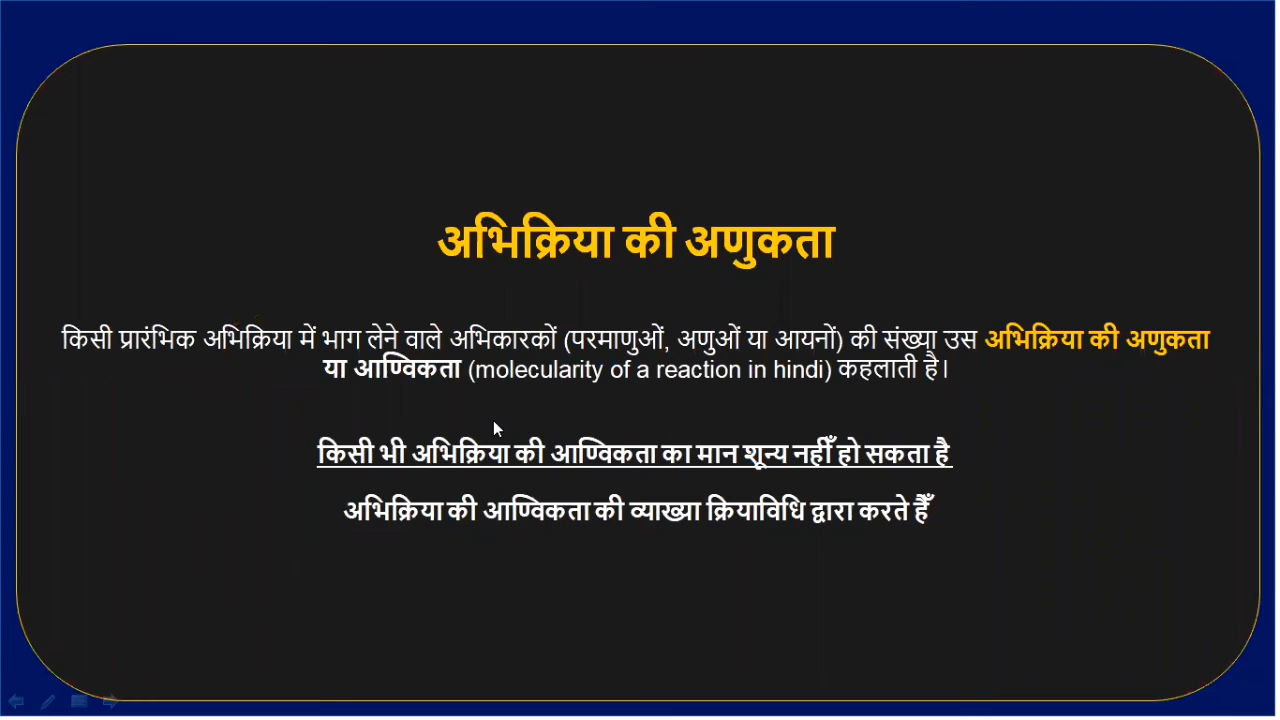 अभिक्रिया की अणुकता
किसी प्रारंभिक अभिक्रिया में भाग लेने वाले अभिकारकों (परमाणुओं, अणुओं या आयनों) की संख्या उस अभिक्रिया की अणुकता
या आण्विकता (molecularity of a reaction in hindi) कहलाती है।
किसी भी अभिक्रिया की आण्विकता का मान शून्य नहीँ हो सकता है
अभिक्रिया की आण्विकता की व्याख्या क्रियाविधि द्वारा करते हैँ